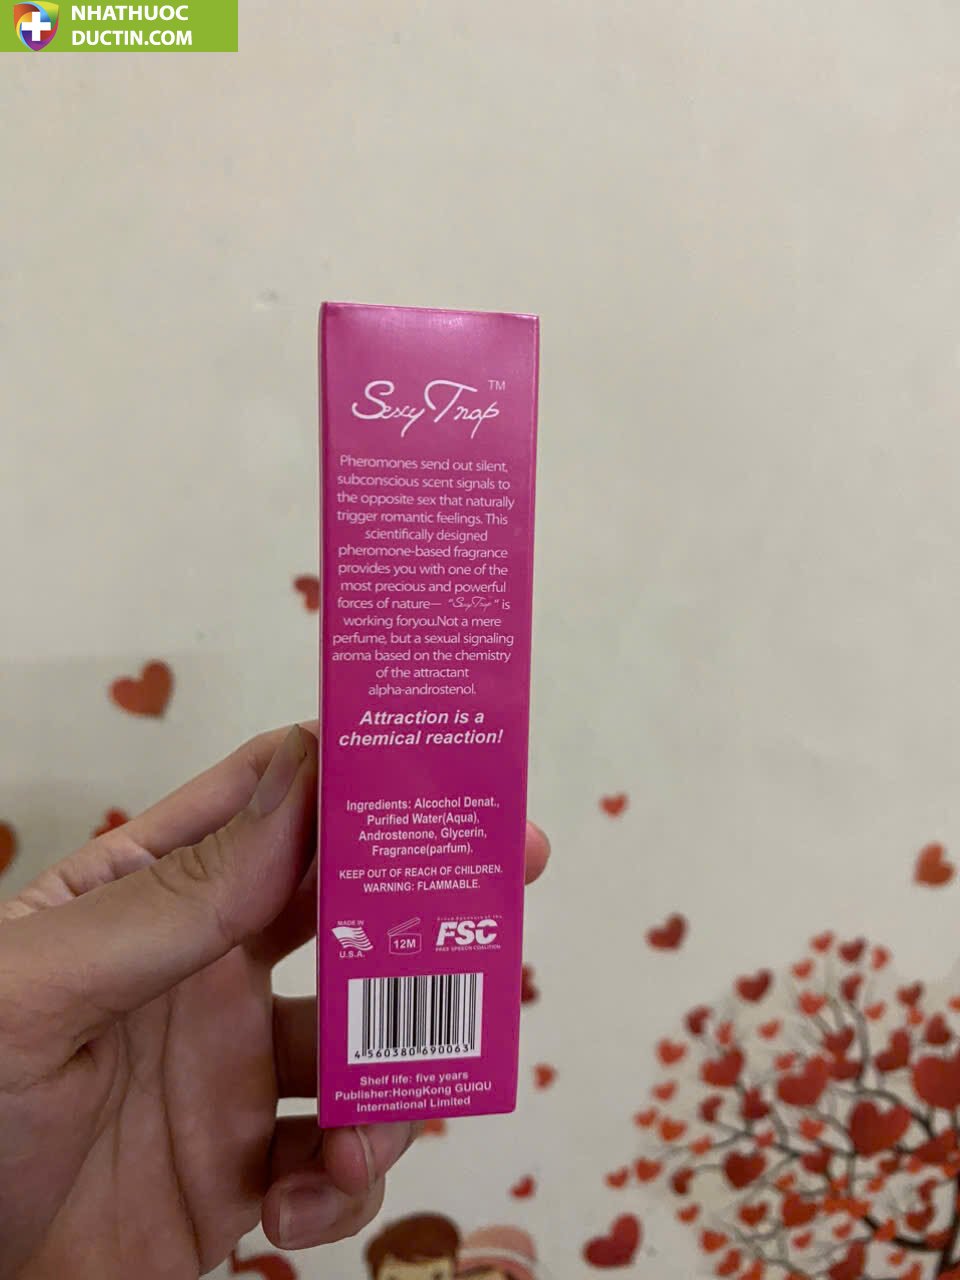 NHATHUOC
DUCTIN.COM
Sexy Trap™
Pheromones send out silent,
subconscious scent signals to
the opposite sex that naturally
trigger romantic feelings. This
scientifically designed
pheromone-based fragrance
provides you with one of the
most precious and powerful
forces of nature— "Sexy Trap" is
working foryou.Not a mere
perfume, but a sexual signaling
aroma based on the chemistry
of the attractant
alpha-androstenol.
Attraction is a
chemical reaction!
Ingredients: Alcochol Denat.,
Purified Water(Aqua),
Androstenone, Glycerin,
Fragrance(parfum).
KEEP OUT OF REACH OF CHILDREN.
WARNING: FLAMMABLE.
MADE IN
U.S.A.
12M
FSC
FREE SPEECH COALITION
4 560380 690063
Shelf life: five years
Publisher:HongKong GUIQU
International Limited